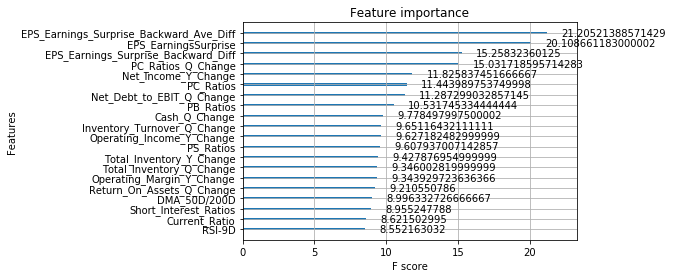 Feature importance
EPS_Earnings_Surprise_Backward_Ave_Diff 21.20521388571429
EPS_EarningsSurprise 20.108661183000002
EPS_Earnings_Surprise_Backward_Diff 15.25832360125
PC_Ratios_Q_Change 15.031718595714283
Net_Income_Y_Change 11.825837451666667
PC_Ratios 11.443989753749998
Net_Debt_to_EBIT_Q_Change 11.287299032857145
PB_Ratios 10.531745334444444
Cash_Q_Change 9.778497997500002
Inventory_Turnover_Q_Change 9.65116432111111
Operating_Income_Y_Change 9.627182482999999
PS_Ratios 9.607937007142857
Total_Inventory_Y_Change 9.427876954999999
Total_Inventory_Q_Change 9.346002819999999
Operating_Margin_Y_Change 9.343929723636366
Return_On_Assets_Q_Change 9.210550786
DMA_50D/200D 8.996332726666667
Short_Interest_Ratios 8.955247788
Current_Ratio 8.621502995
RSI-9D 8.552163032
Features
0 5 10 15 20
F score